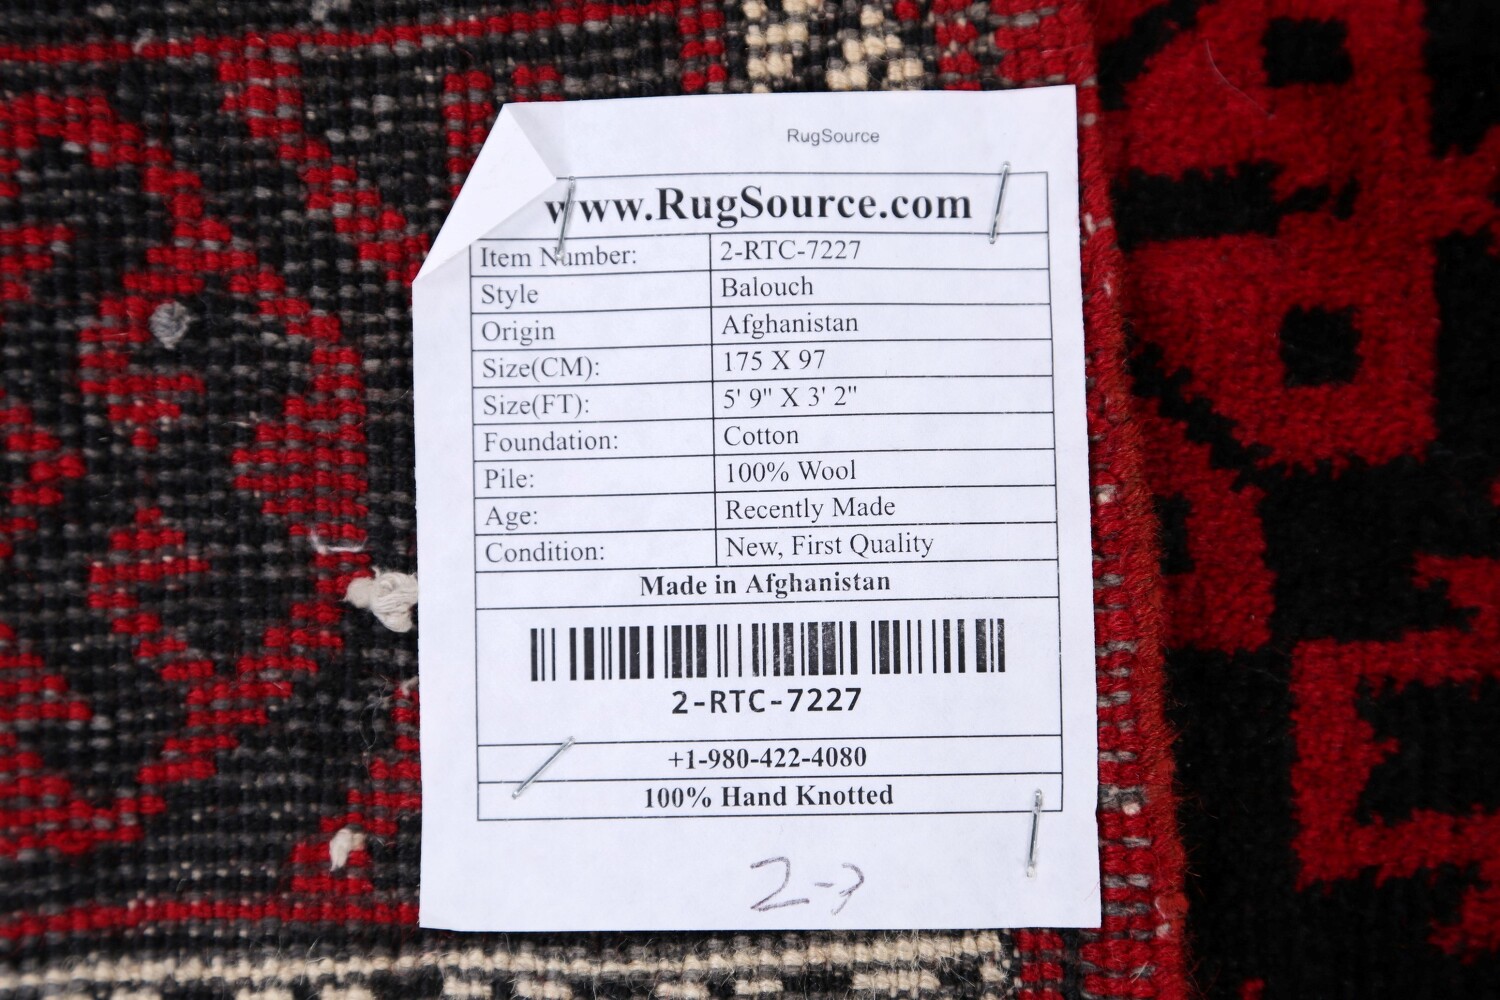 RugSource
www.RugSource.com
Item Number: 2-RTC-7227
Style Balouch
Origin Afghanistan
Size(CM): 175 X 97
Size(FT): 5' 9" X 3' 2"
Foundation: Cotton
Pile: 100% Wool
Age: Recently Made
Condition: New, First Quality
Made in Afghanistan
2-RTC-7227
+1-980-422-4080
100% Hand Knotted
2-3